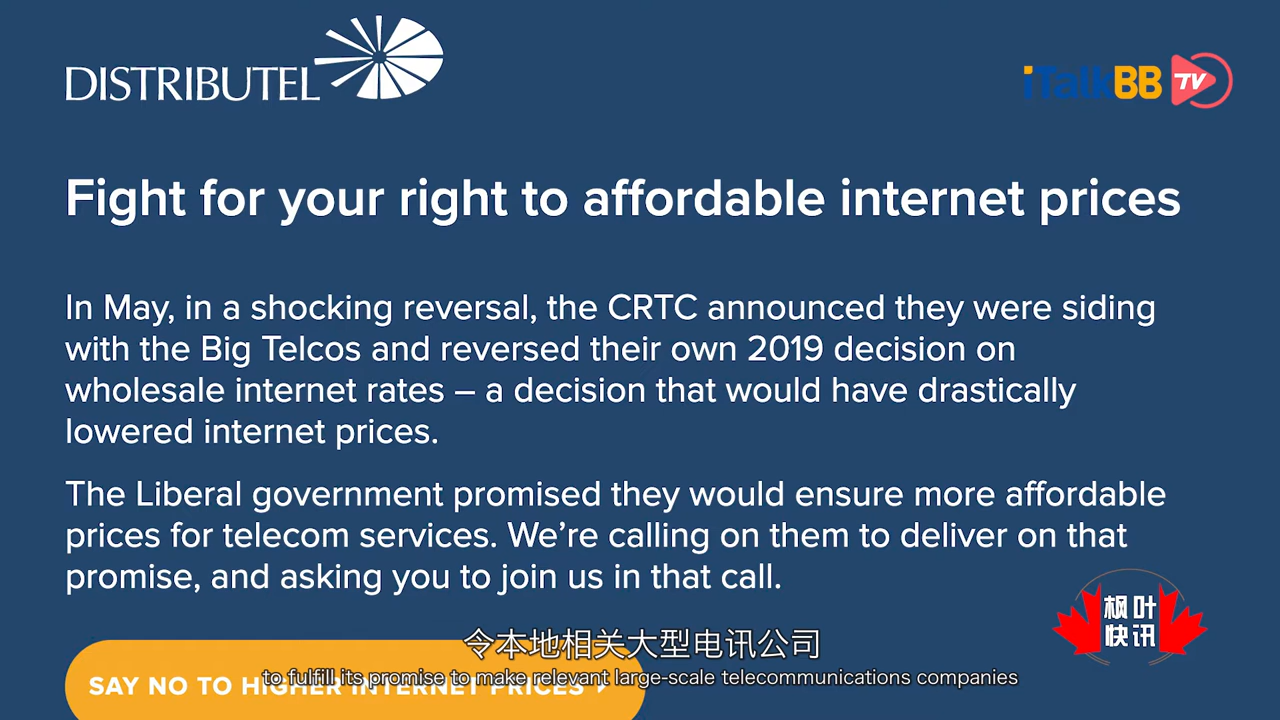 DISTRIBUTEL
iTalkBB TV
Fight for your right to affordable internet prices
In May, in a shocking reversal, the CRTC announced they were siding
with the Big Telcos and reversed their own 2019 decision on
wholesale internet rates – a decision that would have drastically
lowered internet prices.
The Liberal government promised they would ensure more affordable
prices for telecom services. We’re calling on them to deliver on that
promise, and asking you to join us in that call.
枫叶
快讯
令本地相关大型电讯公司
to fulfill its promise to make relevant large-scale telecommunications companies
SAY NO TO HIGHER INTERNET PRICES